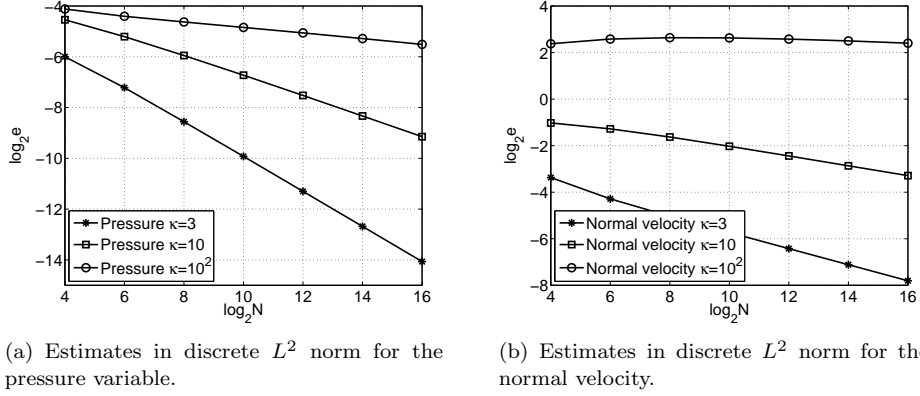 −4
−6
−8
−10
−12
−14
log₂e
Pressure κ=3
Pressure κ=10
Pressure κ=10²
4 6 8 10 12 14 16
log₂N
4
2
0
−2
−4
−6
−8
log₂e
Normal velocity κ=3
Normal velocity κ=10
Normal velocity κ=10²
4 6 8 10 12 14 16
log₂N
(a) Estimates in discrete L² norm for the
pressure variable.
(b) Estimates in discrete L² norm for the
normal velocity.